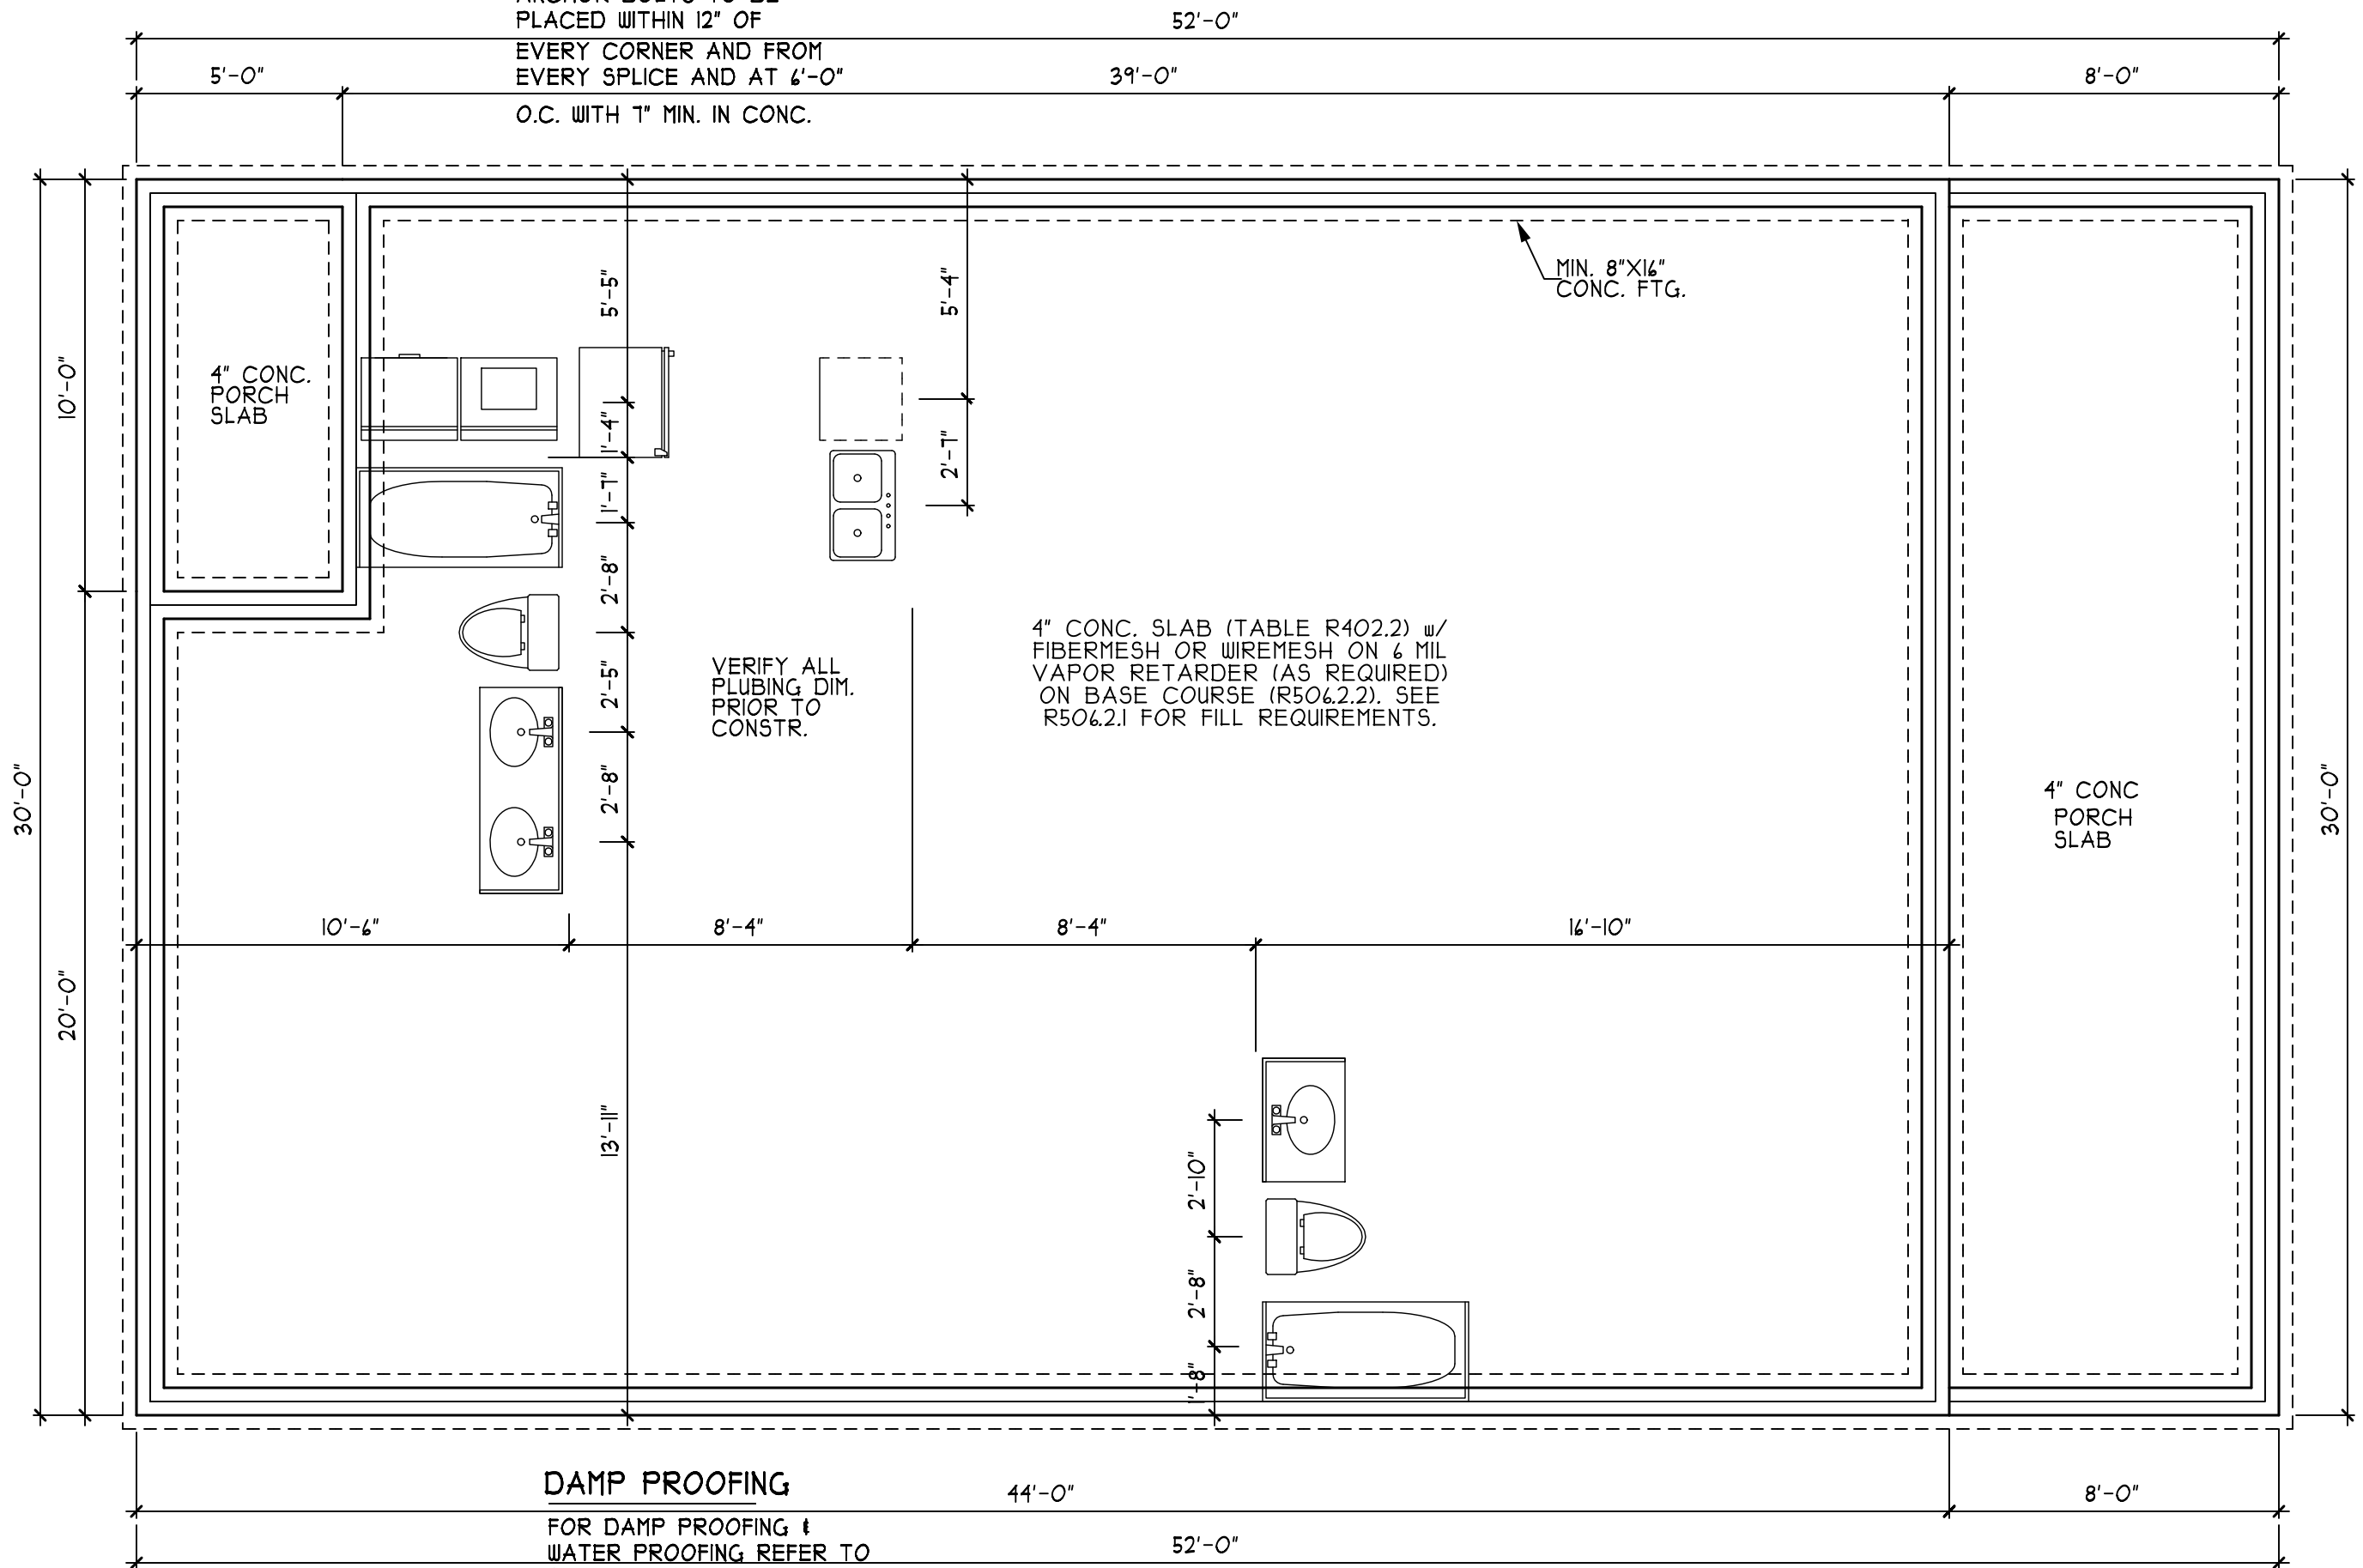 PLACED WITHIN 12" OF
52'-0"
EVERY CORNER AND FROM
5'-0"
EVERY SPLICE AND AT 6'-0"
39'-0"
8'-0"
O.C. WITH 7" MIN. IN CONC.
MIN. 8"X16"
CONC. FTG.
5'-5"
5'-4"
10'-0"
4" CONC.
PORCH
SLAB
1'-4"
2'-7"
1'-7"
2'-8"
4" CONC. SLAB (TABLE R402.2) w/
FIBERMESH OR WIREMESH ON 6 MIL
VAPOR RETARDER (AS REQUIRED)
ON BASE COURSE (R506.2.2). SEE
R506.2.1 FOR FILL REQUIREMENTS.
VERIFY ALL
PLUBING DIM.
PRIOR TO
CONSTR.
2'-5"
2'-8"
30'-0"
4" CONC
PORCH
SLAB
30'-0"
10'-6"
8'-4"
8'-4"
16'-10"
20'-0"
13'-11"
2'-10"
2'-8"
1'-8"
DAMP PROOFING
44'-0"
8'-0"
FOR DAMP PROOFING &
WATER PROOFING REFER TO
52'-0"